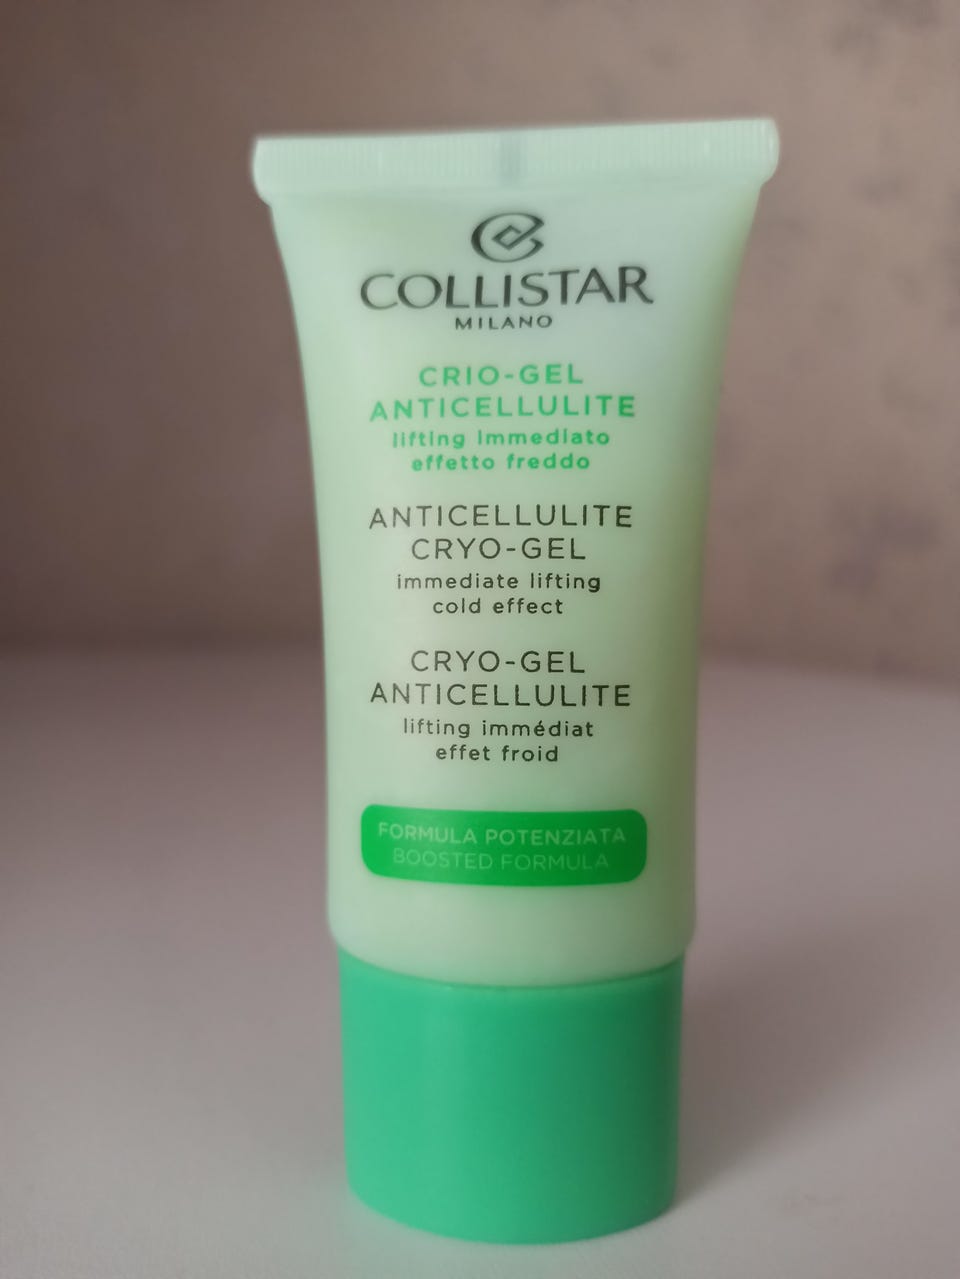 COLLISTAR
MILANO
CRIO-GEL
ANTICELLULITE
lifting immediato
effetto freddo
ANTICELLULITE
CRYO-GEL
immediate lifting
cold effect
CRYO-GEL
ANTICELLULITE
lifting immédiat
effet froid
FORMULA POTENZIATA
BOOSTED FORMULA